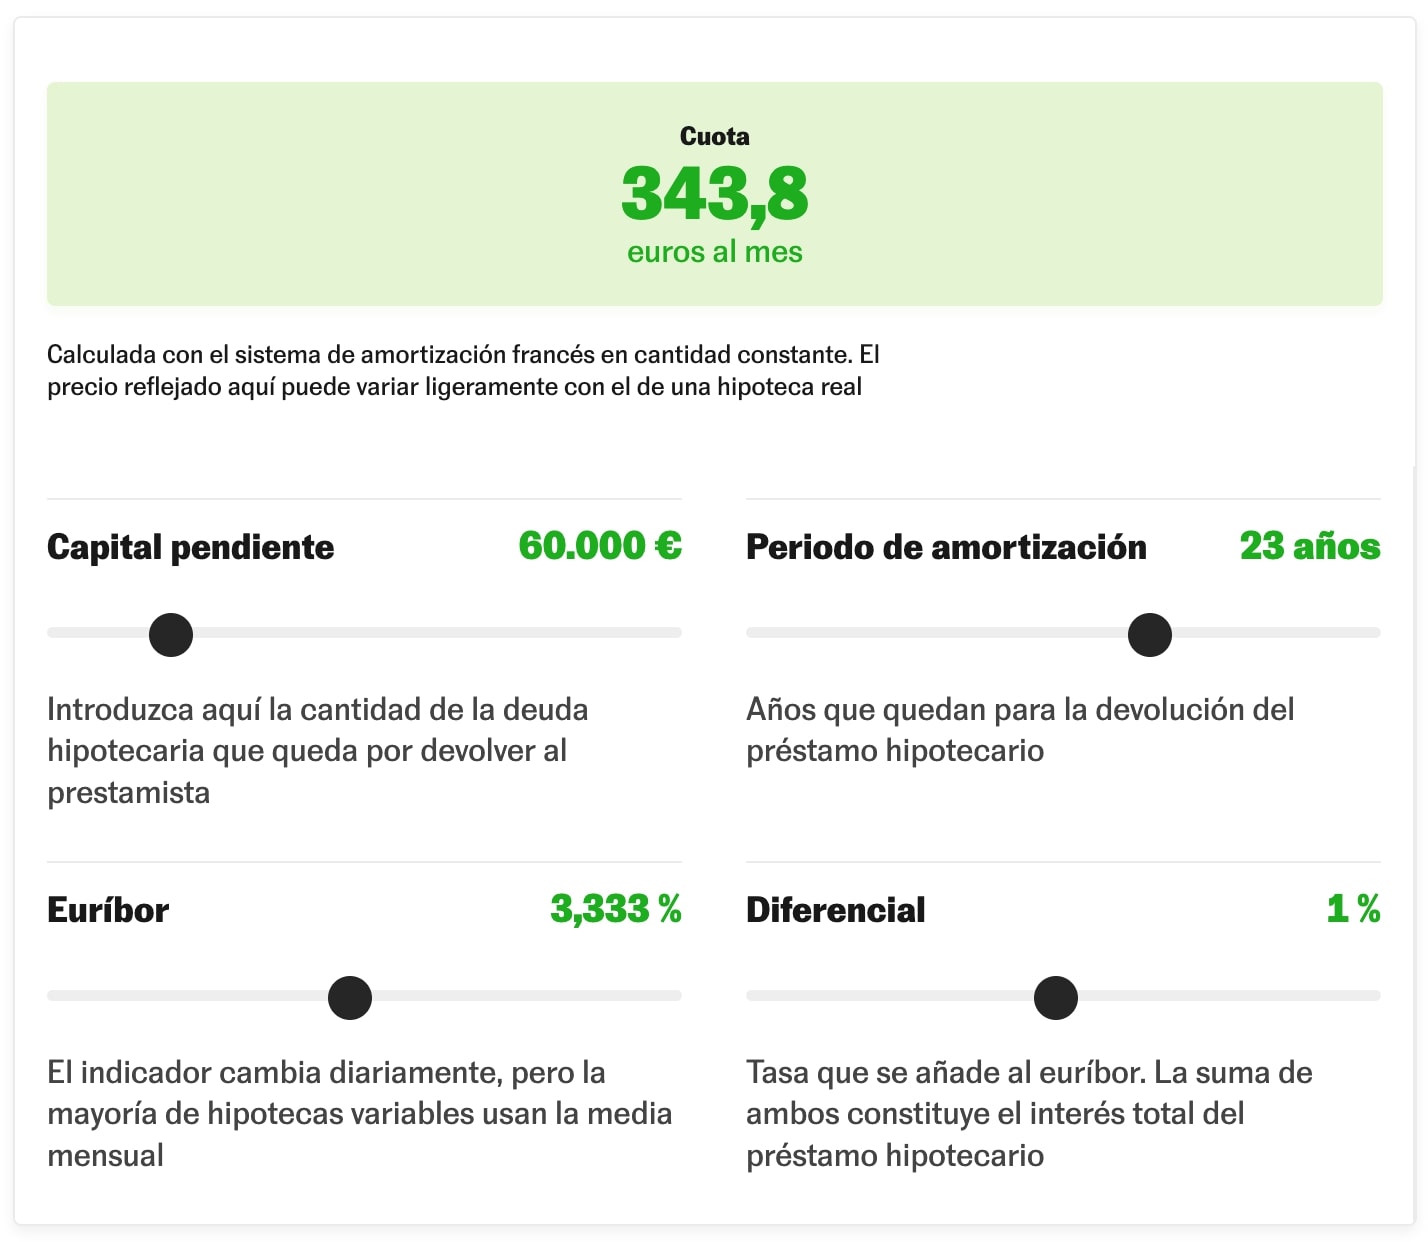 Cuota
343,8
euros al mes
Calculada con el sistema de amortización francés en cantidad constante. El
precio reflejado aquí puede variar ligeramente con el de una hipoteca real
Capital pendiente 60.000 €
Introduzca aquí la cantidad de la deuda
hipotecaria que queda por devolver al
prestamista
Periodo de amortización 23 años
Años que quedan para la devolución del
préstamo hipotecario
Euríbor 3,333 %
El indicador cambia diariamente, pero la
mayoría de hipotecas variables usan la media
mensual
Diferencial 1 %
Tasa que se añade al euríbor. La suma de
ambos constituye el interés total del
préstamo hipotecario